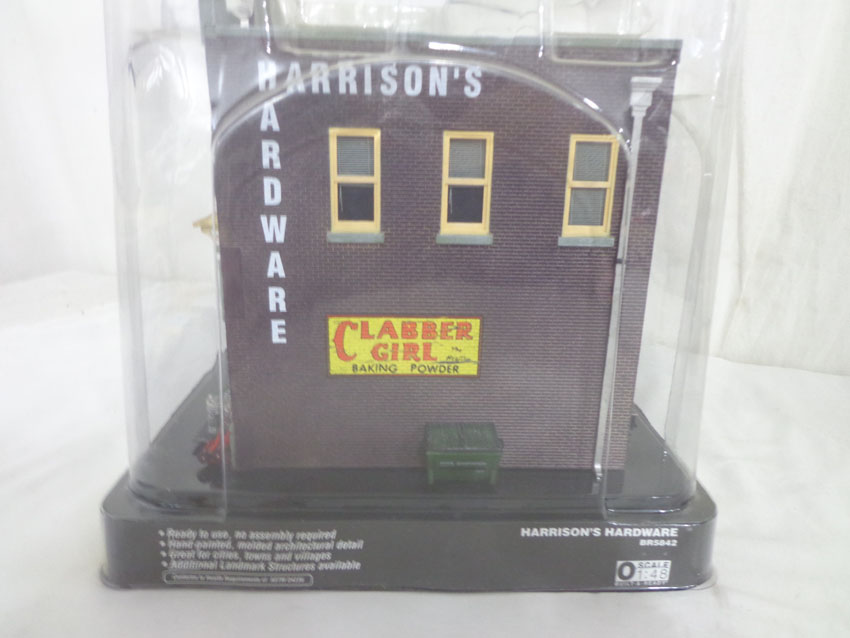 HARRISON'S
HARDWARE
CLABBER
GIRL
BAKING POWDER
• Ready to use, no assembly required
• Hand-painted, molded architectural detail
• Great for cities, towns and villages
• Additional Landmark Structures available
HARRISON'S HARDWARE
BR5842
O SCALE
1:48